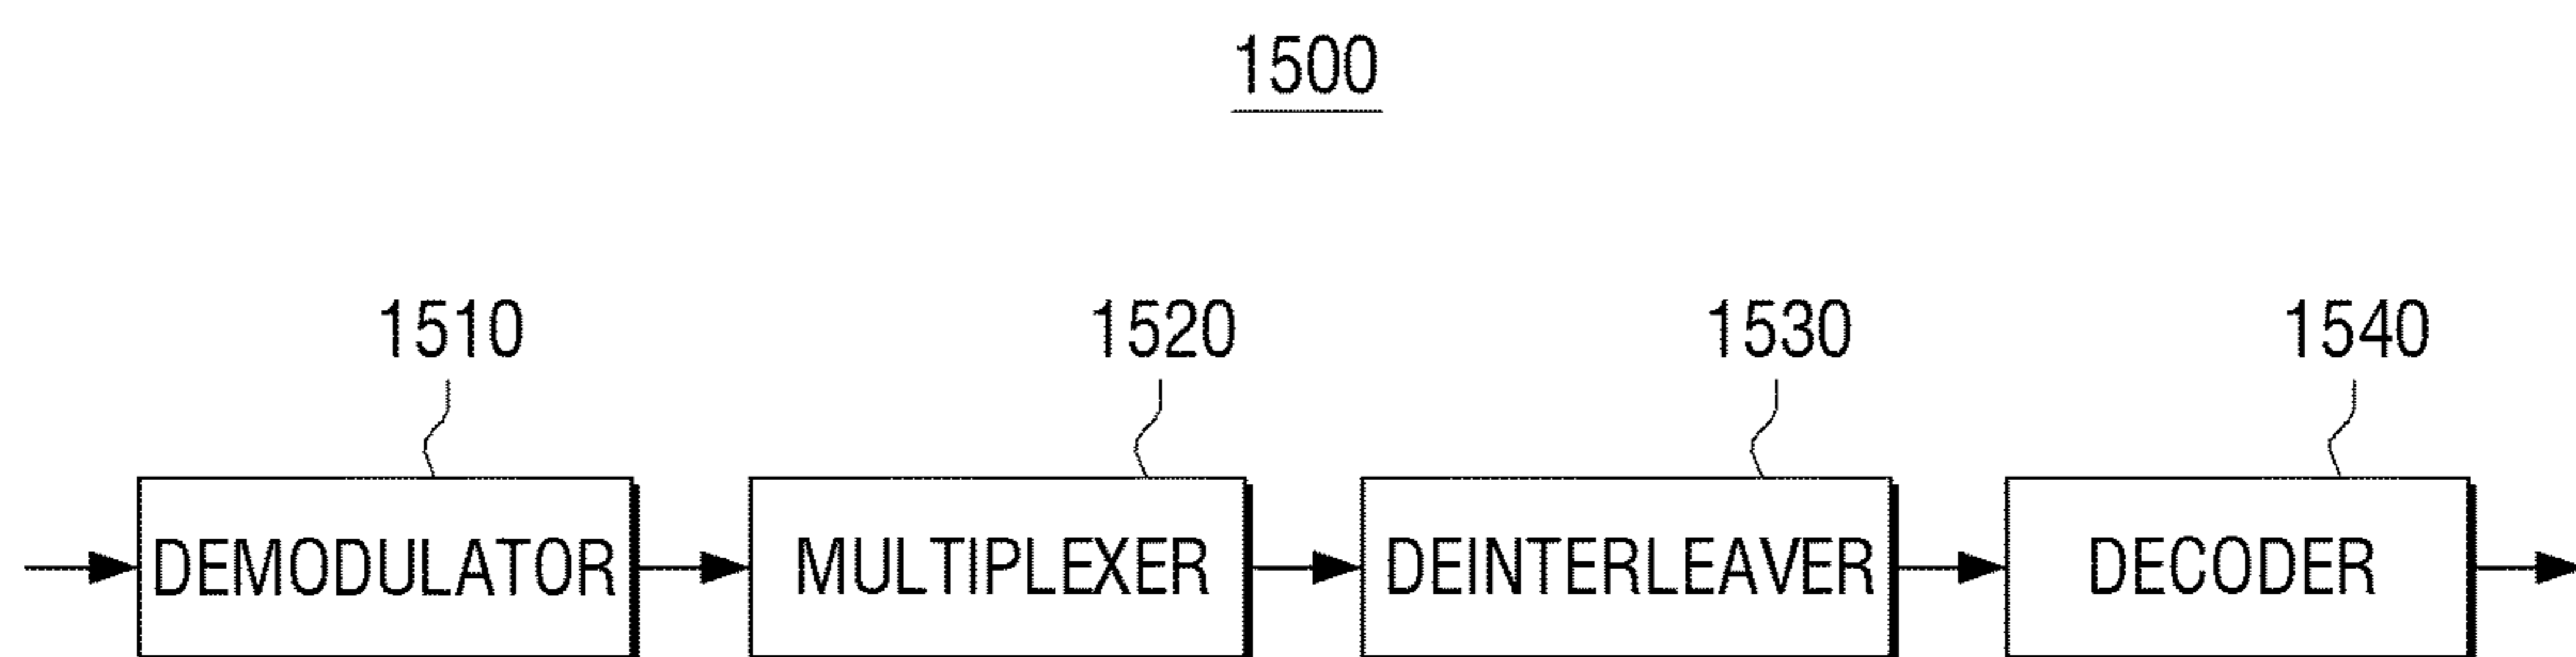 1500
1510 1520 1530 1540
DEMODULATOR MULTIPLEXER DEINTERLEAVER DECODER